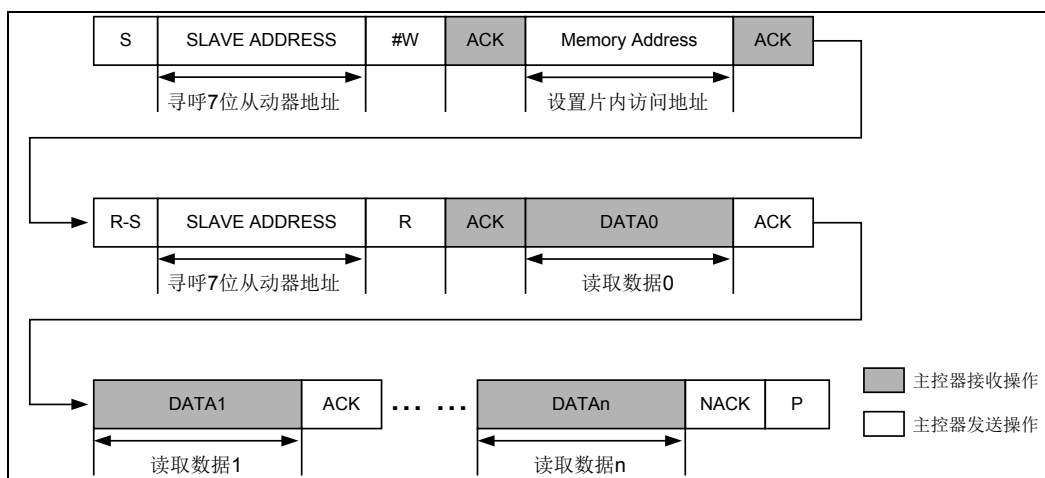 S SLAVE ADDRESS #W ACK Memory Address ACK
寻呼7位从动器地址 设置片内访问地址
R-S SLAVE ADDRESS R ACK DATA0 ACK
寻呼7位从动器地址 读取数据0
DATA1 ACK ... ... DATAn NACK P
读取数据1 读取数据n
主控器接收操作
主控器发送操作